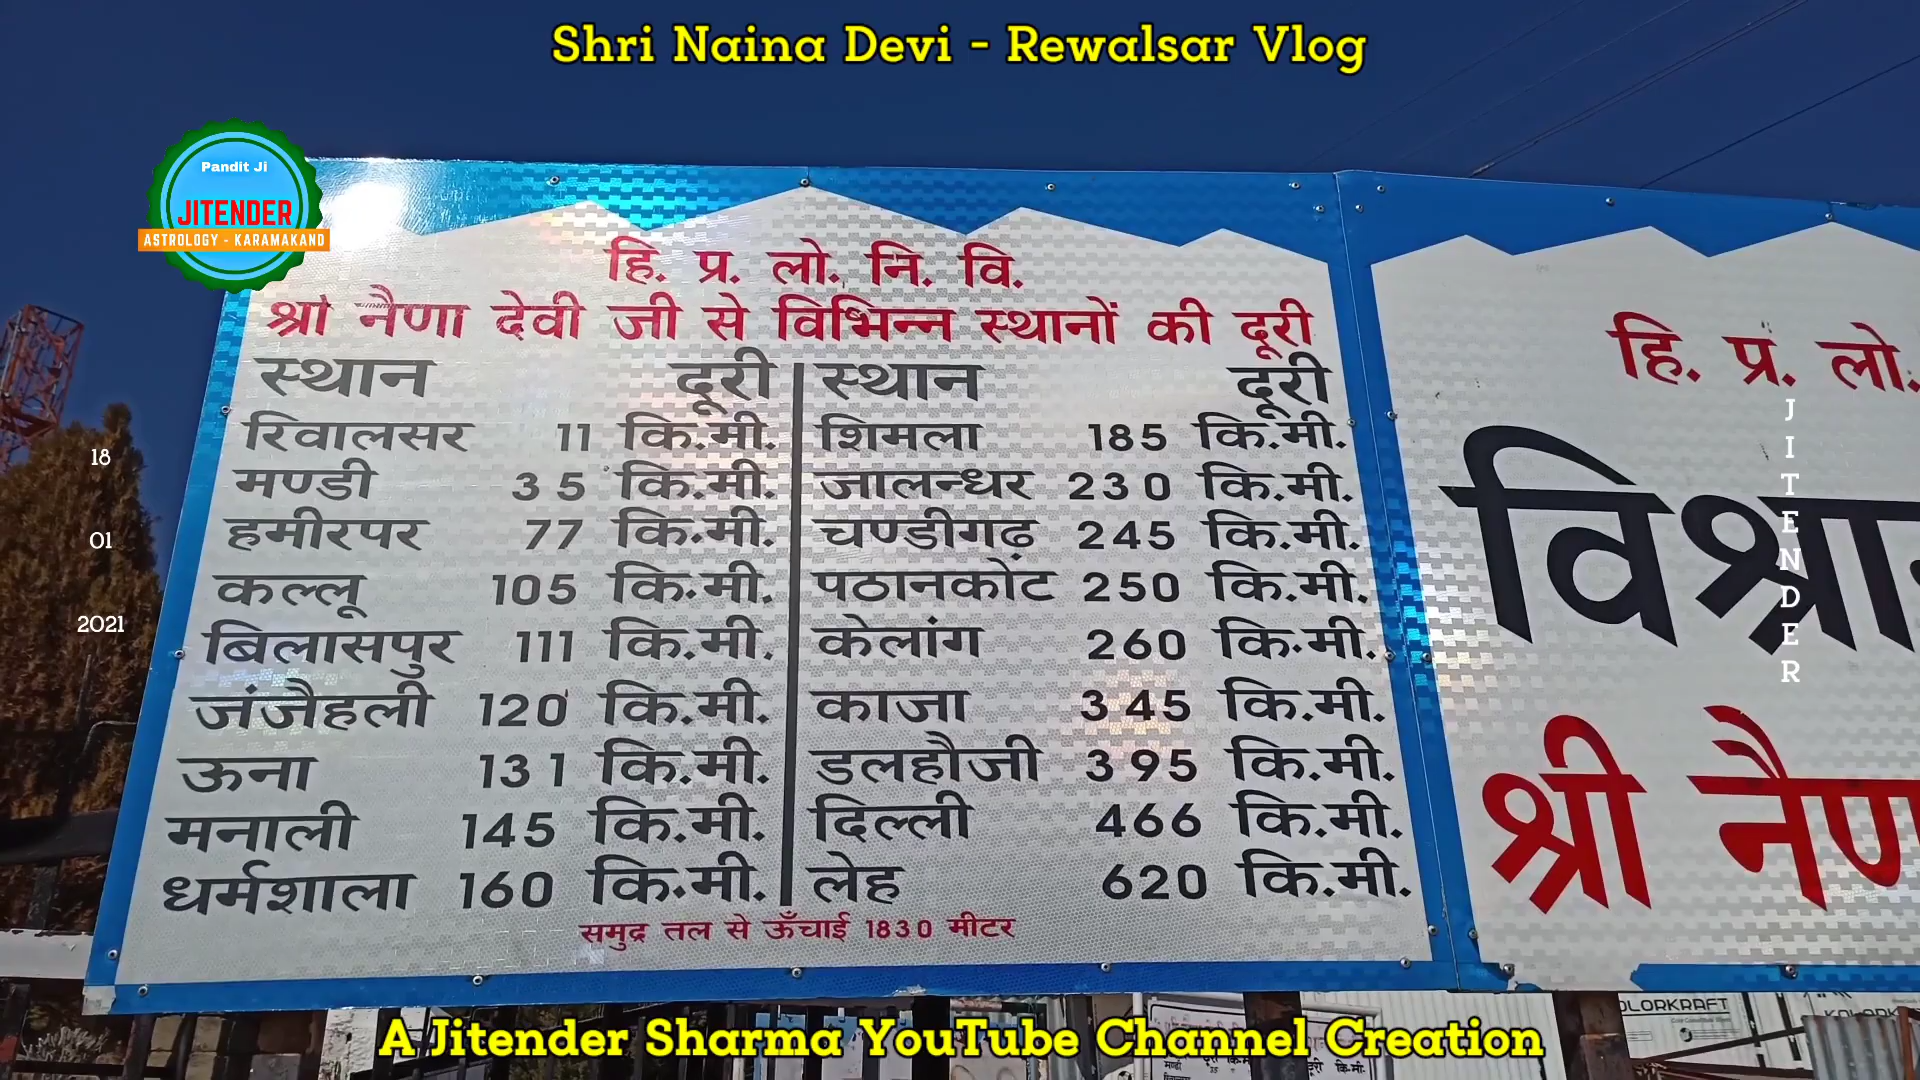 Shri Naina Devi - Rewalsar Vlog
Pandit Ji
JITENDER
ASTROLOGY - KARAMAKAND
हि. प्र. लो. नि. वि.
श्री नैणा देवी जी से विभिन्न स्थानों की दूरी
स्थान दूरी स्थान दूरी
रिवालसर 11 कि.मी. शिमला 185 कि.मी.
मण्डी 35 कि.मी. जालन्धर 230 कि.मी.
हमीरपर 77 कि.मी. चण्डीगढ़ 245 कि.मी.
कल्लू 105 कि.मी. पठानकोट 250 कि.मी.
बिलासपुर 111 कि.मी. केलांग 260 कि.मी.
जंजैहली 120 कि.मी. काजा 345 कि.मी.
ऊना 131 कि.मी. डलहौजी 395 कि.मी.
मनाली 145 कि.मी. दिल्ली 466 कि.मी.
धर्मशाला 160 कि.मी. लेह 620 कि.मी.
समुद्र तल से ऊँचाई 1830 मीटर
हि. प्र. लो.
विश्रा
श्री नैण
18
01
2021
JITENDER
OLORKRAFT
A Jitender Sharma YouTube Channel Creation